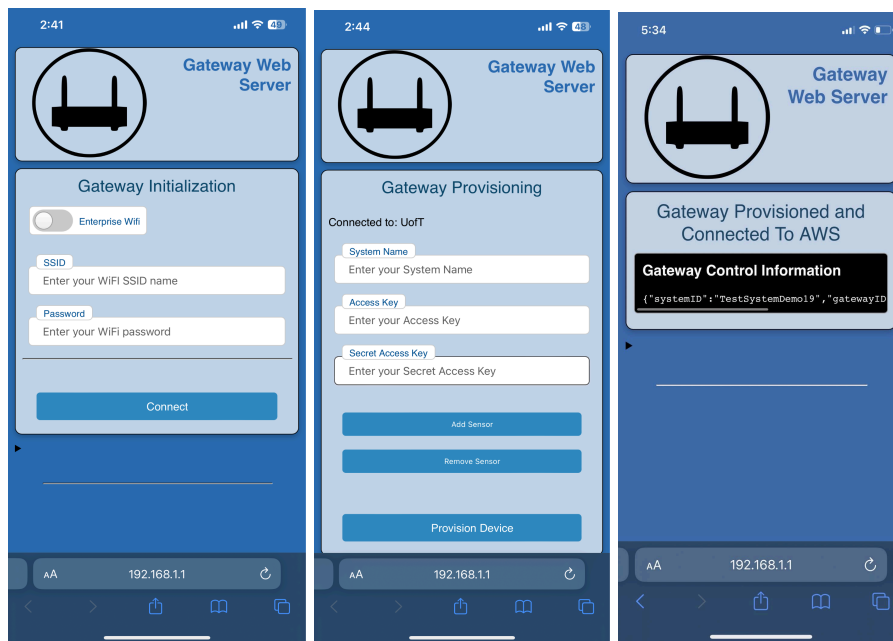 2:41
49
Gateway Web
Server
Gateway Initialization
Enterprise Wifi
SSID
Enter your WiFI SSID name
Password
Enter your WiFi password
Connect
AA
192.168.1.1
2:44
48
Gateway Web
Server
Gateway Provisioning
Connected to: UofT
System Name
Enter your System Name
Access Key
Enter your Access Key
Secret Access Key
Enter your Secret Access Key
Add Sensor
Remove Sensor
Provision Device
AA
192.168.1.1
5:34
Gateway
Web Server
Gateway Provisioned and
Connected To AWS
Gateway Control Information
{"systemID":"TestSystemDemo19","gatewayID
AA
192.168.1.1